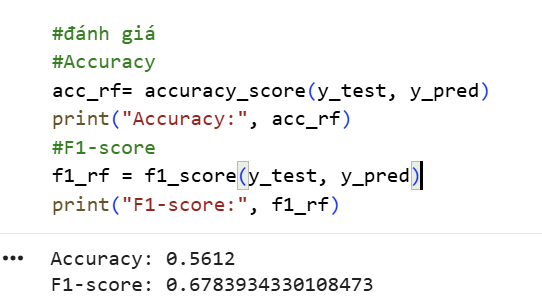 #đánh giá
#Accuracy
acc_rf= accuracy_score(y_test, y_pred)
print("Accuracy:", acc_rf)
#F1-score
f1_rf = f1_score(y_test, y_pred)
print("F1-score:", f1_rf)
Accuracy: 0.5612
F1-score: 0.6783934330108473